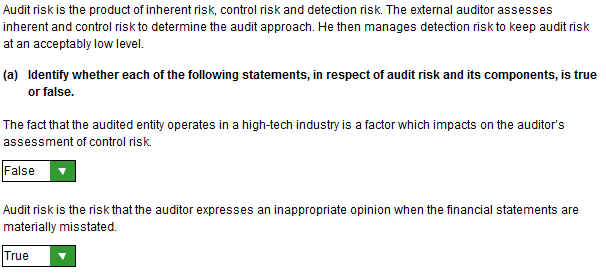 Audit risk is the product of inherent risk, control risk and detection risk. The external auditor assesses
inherent and control risk to determine the audit approach. He then manages detection risk to keep audit risk
at an acceptably low level.
(a) Identify whether each of the following statements, in respect of audit risk and its components, is true
or false.
The fact that the audited entity operates in a high-tech industry is a factor which impacts on the auditor's
assessment of control risk.
False
Audit risk is the risk that the auditor expresses an inappropriate opinion when the financial statements are
materially misstated.
True